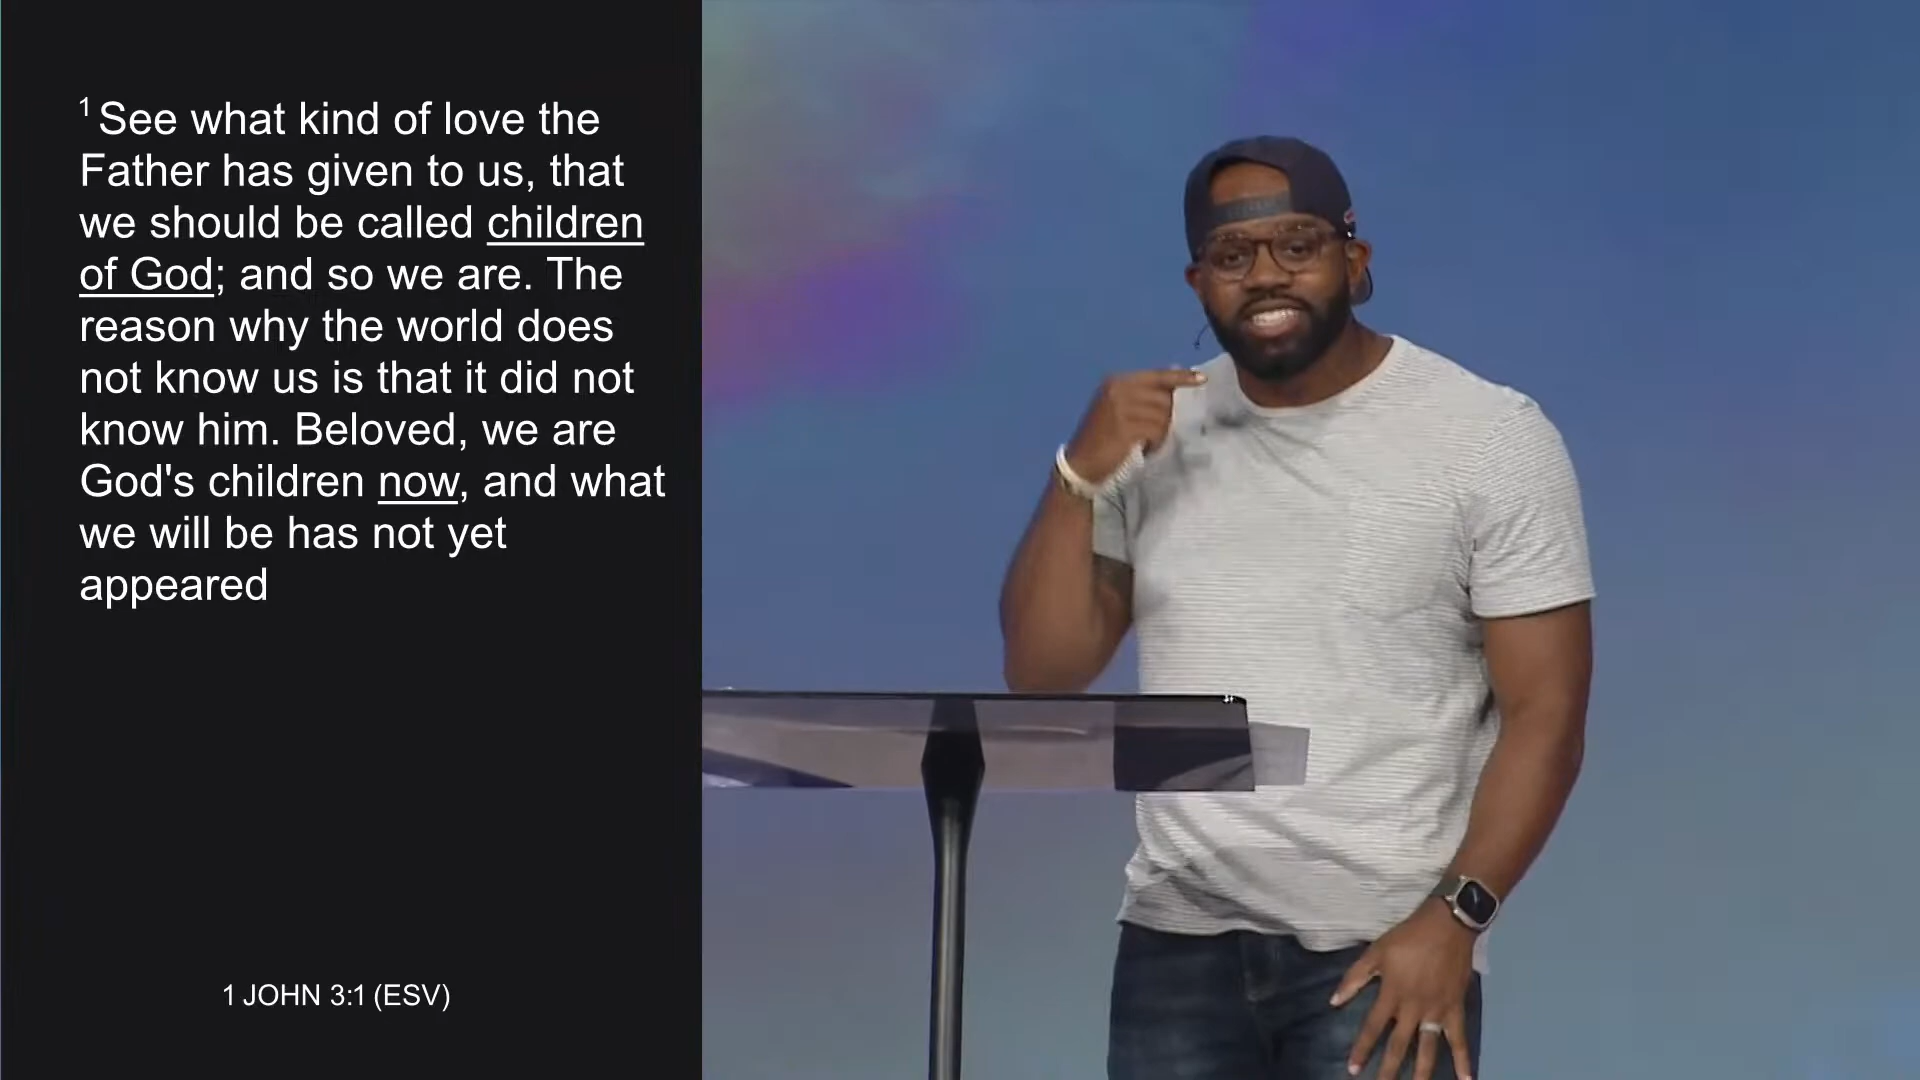 1 See what kind of love the
Father has given to us, that
we should be called children
of God; and so we are. The
reason why the world does
not know us is that it did not
know him. Beloved, we are
God's children now, and what
we will be has not yet
appeared
1 JOHN 3:1 (ESV)